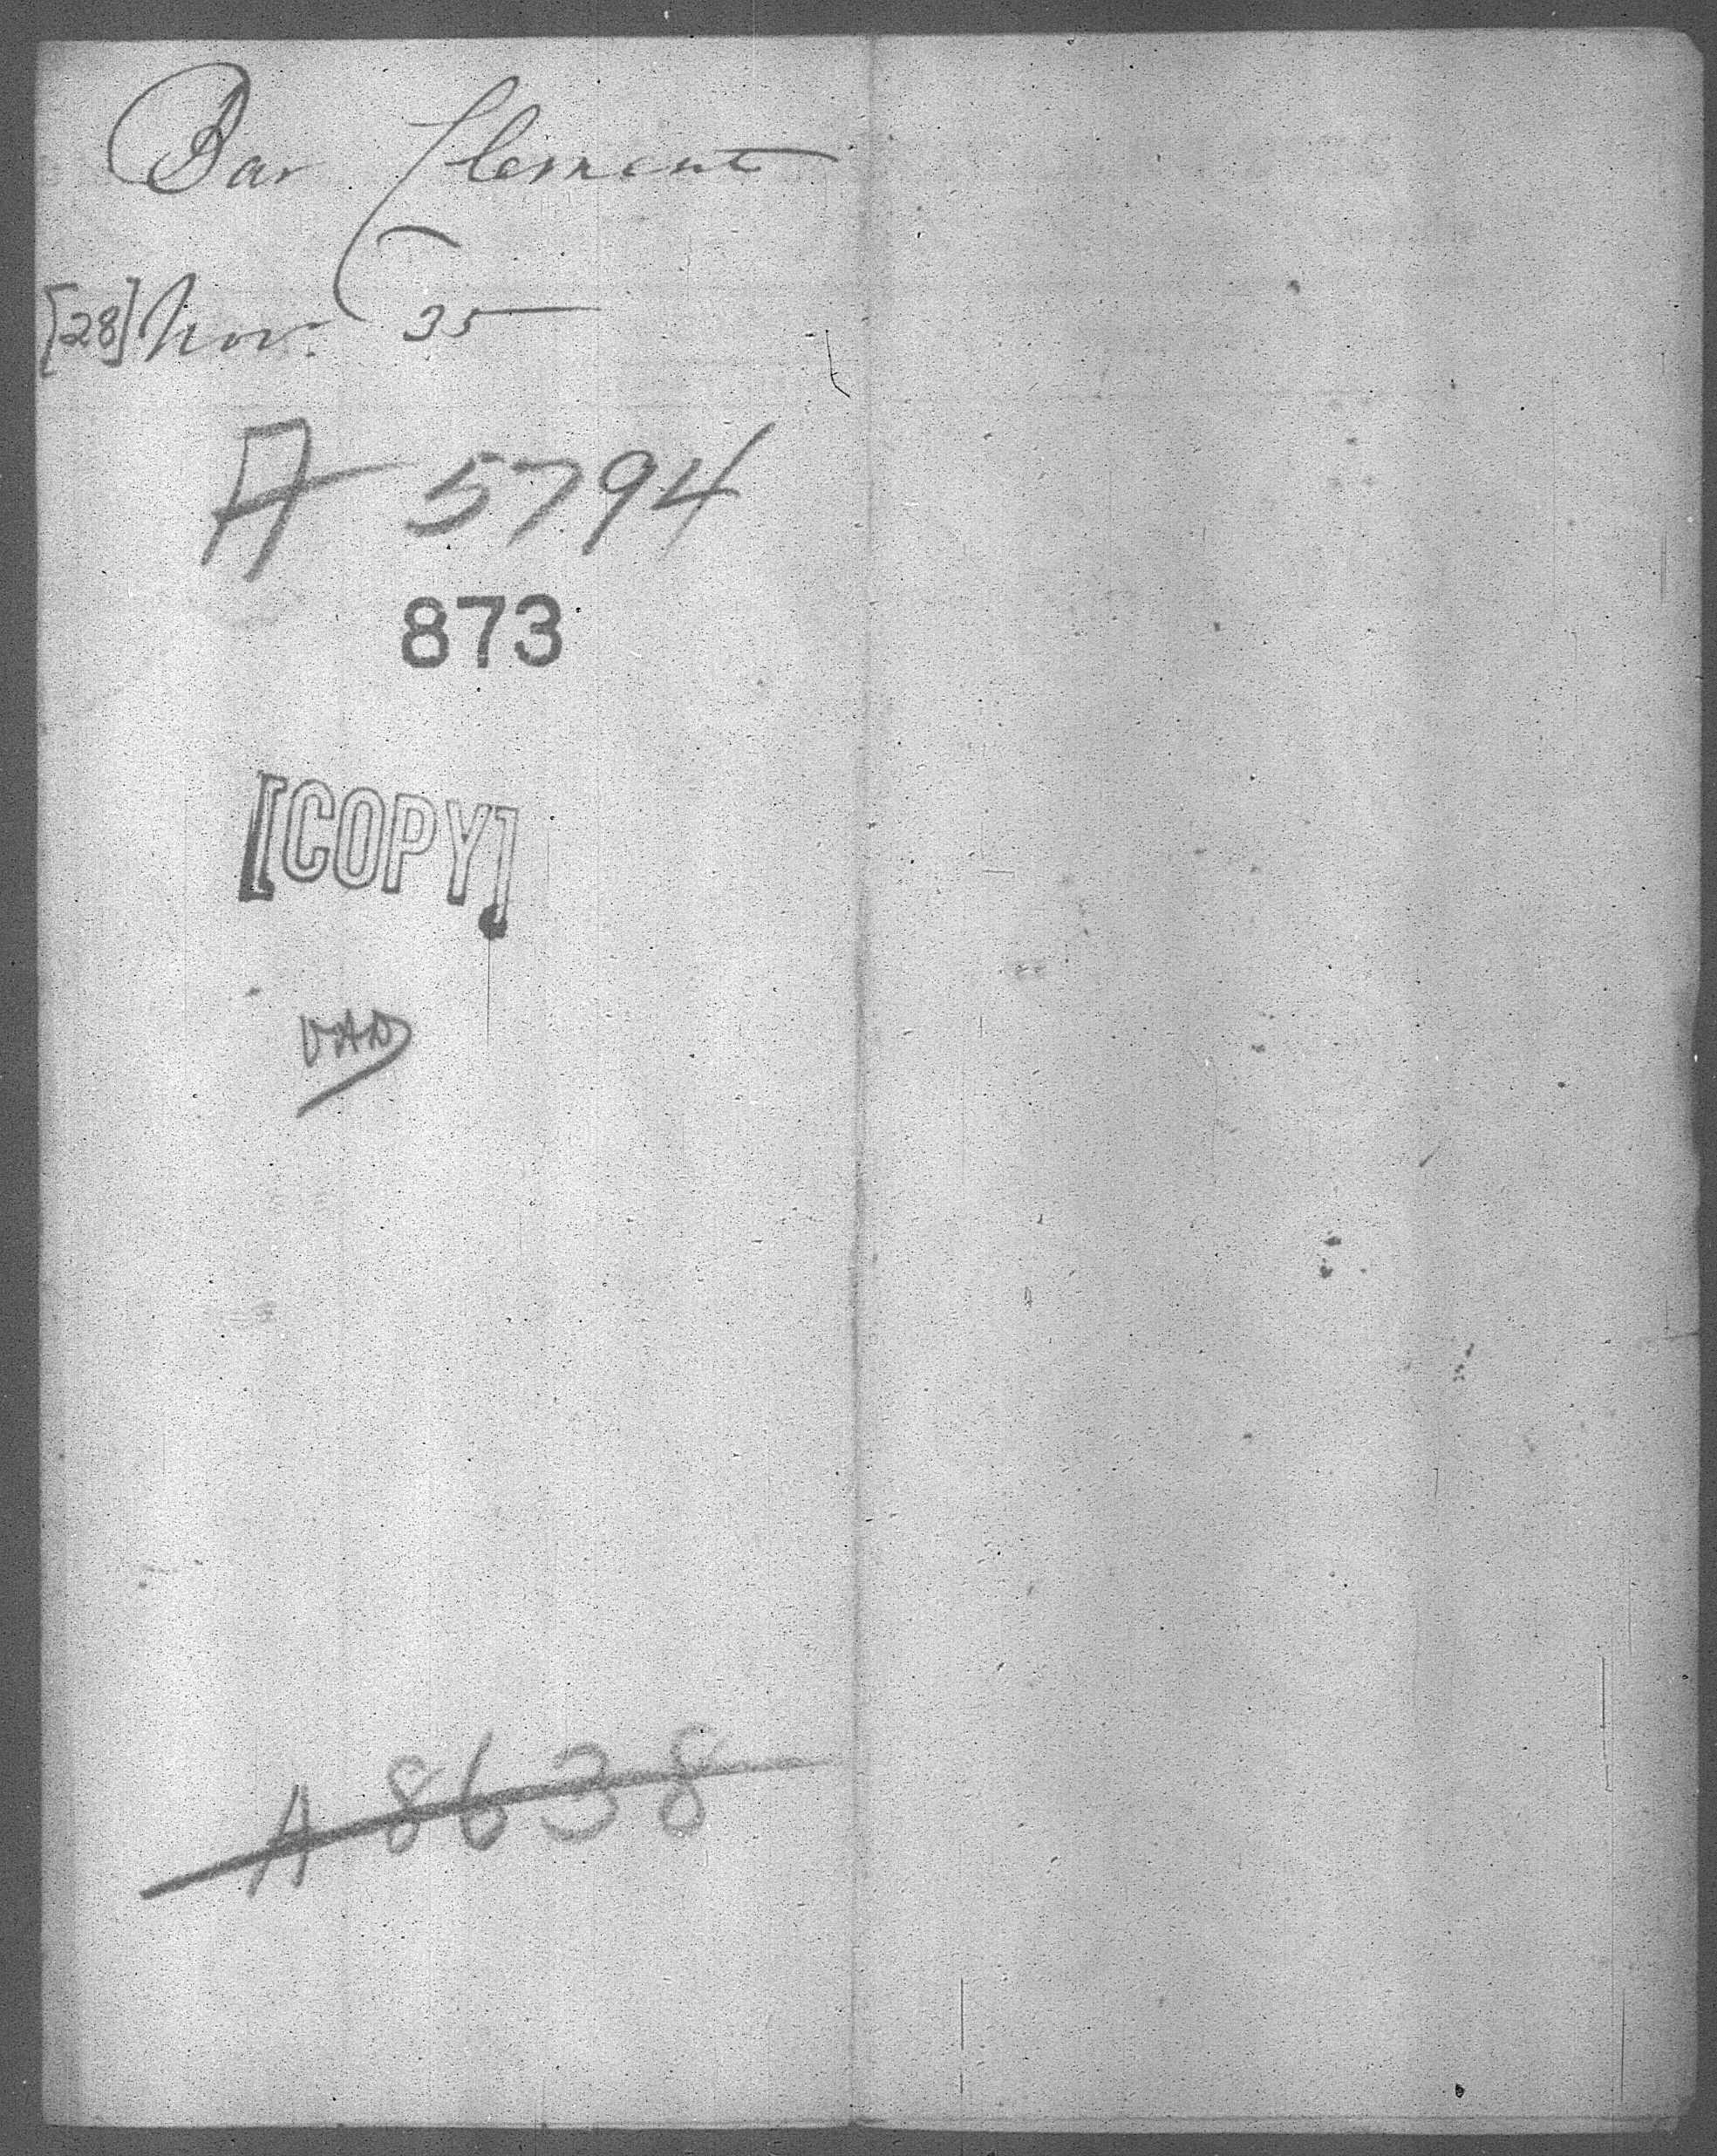 Bar Clement
[28] Nov. 35
A 5794
873
[COPY]
A 8638